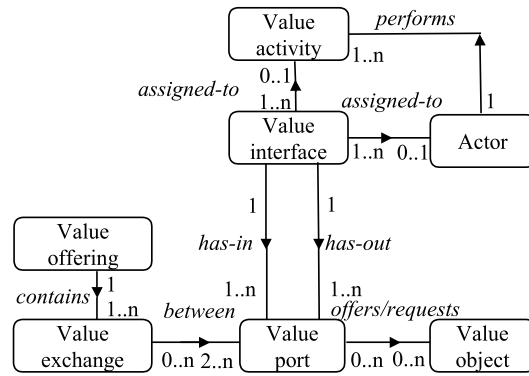 Value
activity
performs
1..n
0..1
assigned-to
1..n
assigned-to
1
Value
interface
1..n
0..1
Actor
1
1
has-in
has-out
Value
offering
1
contains
1..n
between
1..n
1..n
offers/requests
Value
exchange
0..n
2..n
Value
port
0..n
0..n
Value
object